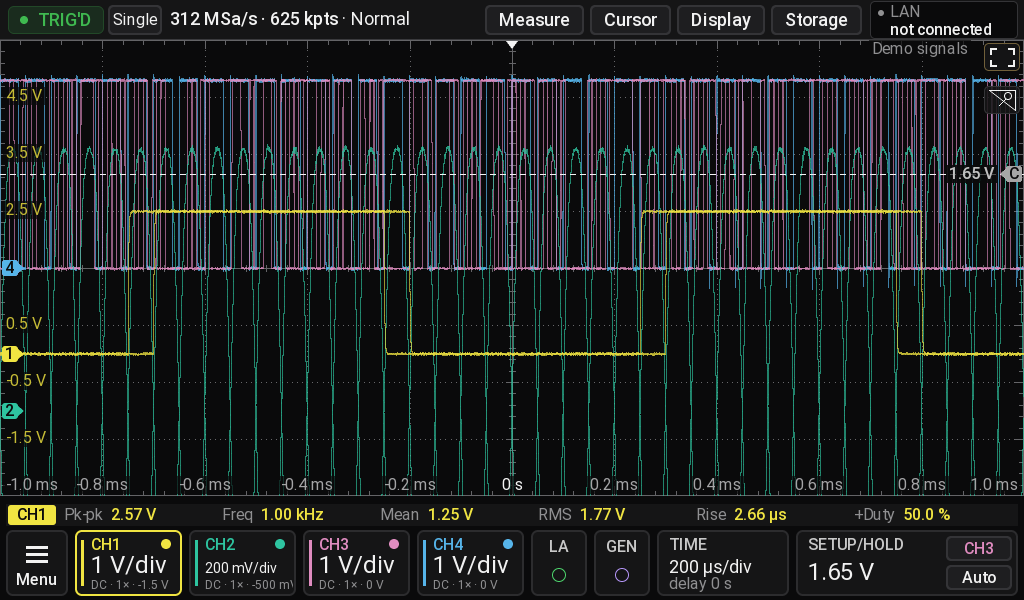 TRIG'D Single 312 MSa/s · 625 kpts · Normal Measure Cursor Display Storage LAN
not connected
Demo signals
4.5 V
3.5 V
1.65 V C
2.5 V
4
0.5 V
1
-0.5 V
2
-1.5 V
-1.0 ms -0.8 ms -0.6 ms -0.4 ms -0.2 ms 0 s 0.2 ms 0.4 ms 0.6 ms 0.8 ms 1.0 ms
CH1 Pk-pk 2.57 V Freq 1.00 kHz Mean 1.25 V RMS 1.77 V Rise 2.66 µs +Duty 50.0 %
Menu
CH1
1 V/div
DC · 1× · -1.5 V
CH2
200 mV/div
DC · 1× · -500 mV
CH3
1 V/div
DC · 1× · 0 V
CH4
1 V/div
DC · 1× · 0 V
LA
GEN
TIME
200 µs/div
delay 0 s
SETUP/HOLD
1.65 V
CH3
Auto